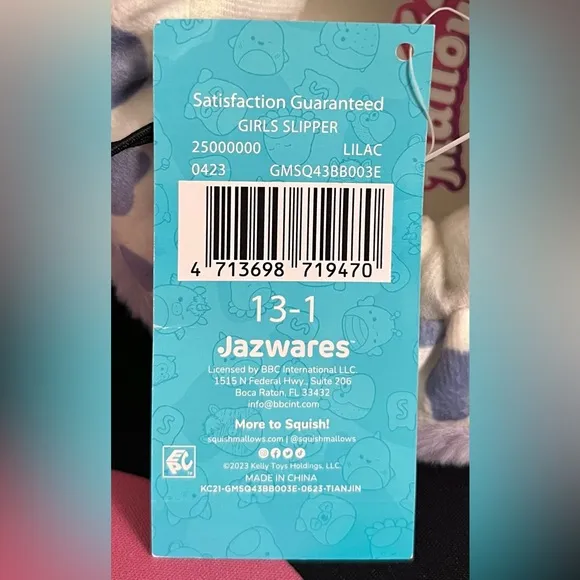 Satisfaction Guaranteed
GIRLS SLIPPER
25000000 LILAC
0423 GMSQ43BB003E
4 713698 719470
13-1
Jazwares™
Licensed by BBC International LLC.
1515 N Federal Hwy., Suite 206
Boca Raton, FL 33432
info@bbcint.com
More to Squish!
squishmallows.com | @squishmallows
©2023 Kelly Toys Holdings, LLC.
MADE IN CHINA
KC21-GMSQ43BB003E-0623-TIANJIN